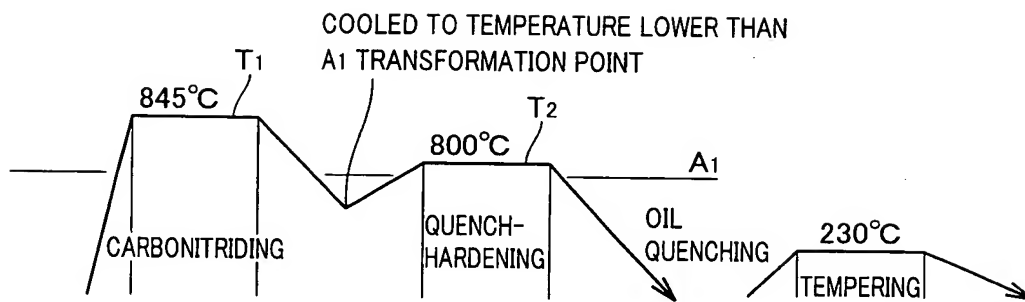 COOLED TO TEMPERATURE LOWER THAN
A1 TRANSFORMATION POINT
T1
845°C
T2
800°C
A1
CARBONITRIDING
QUENCH-
HARDENING
OIL
QUENCHING
230°C
TEMPERING